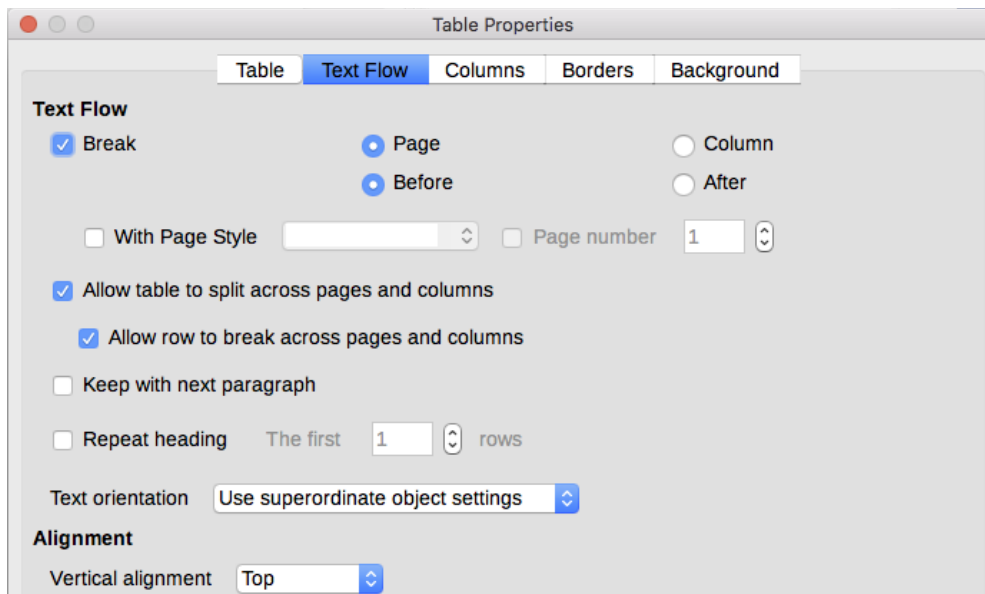 Table Properties
Table Text Flow Columns Borders Background
Text Flow
Break Page Column
Before After
With Page Style Page number 1
Allow table to split across pages and columns
Allow row to break across pages and columns
Keep with next paragraph
Repeat heading The first 1 rows
Text orientation Use superordinate object settings
Alignment
Vertical alignment Top